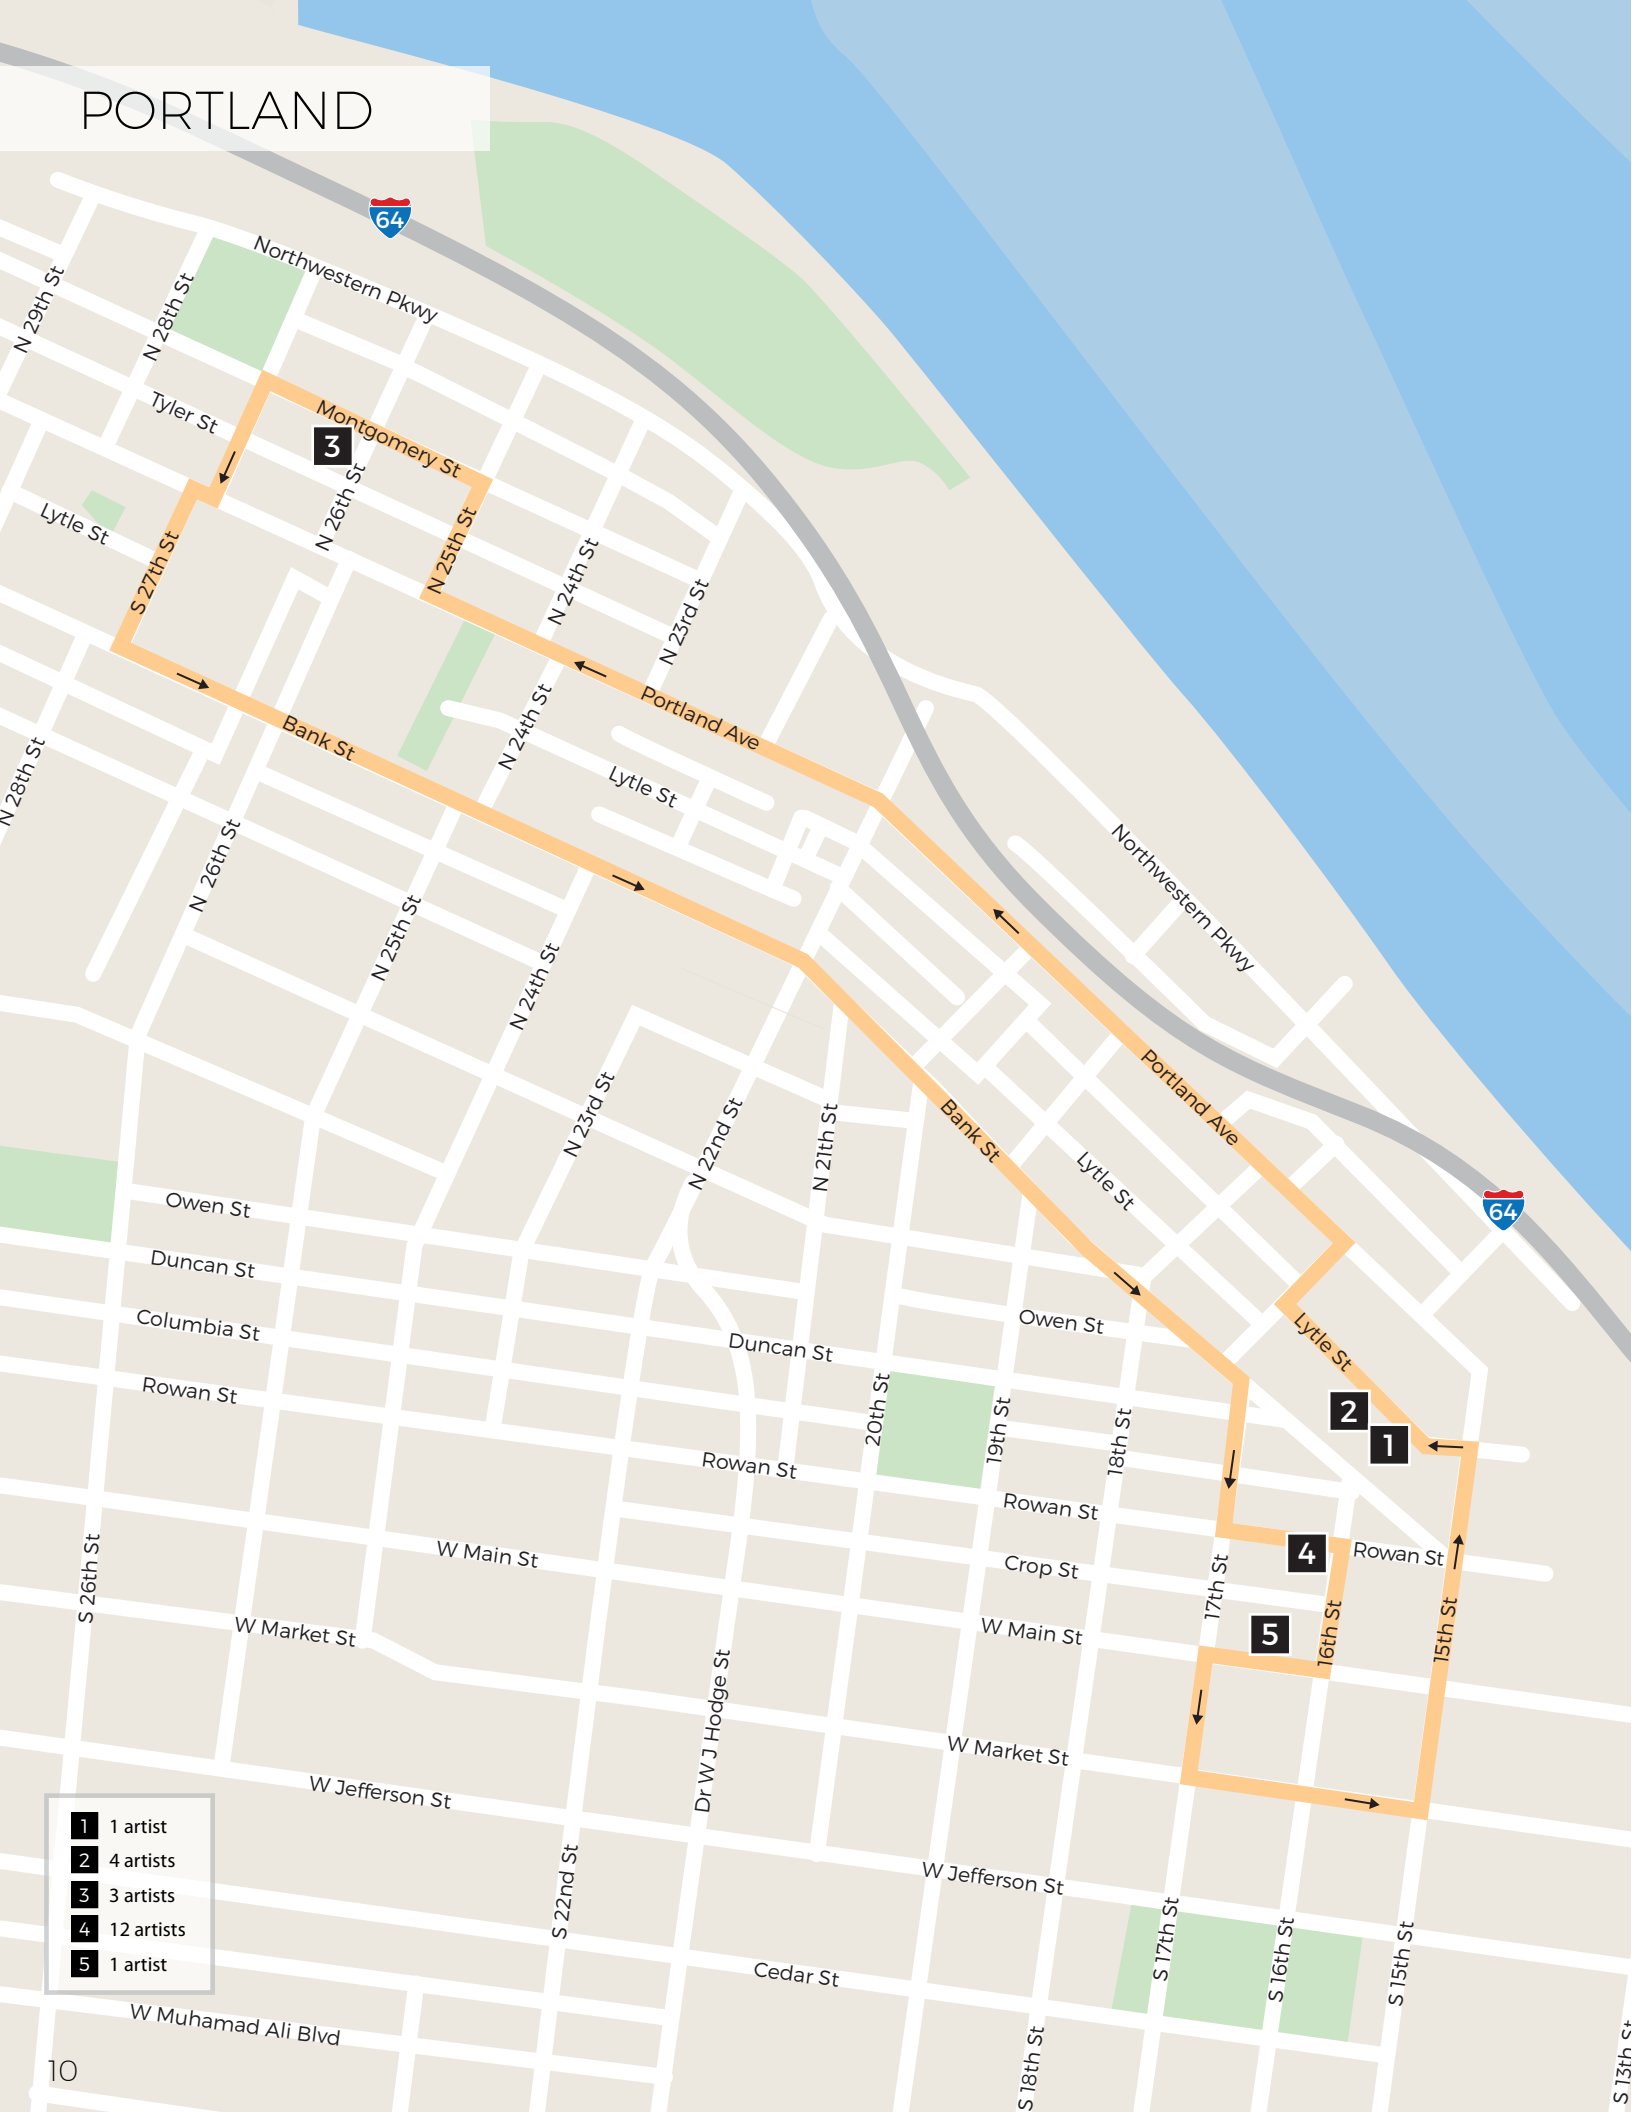 PORTLAND
64
Northwestern Pkwy
N 29th St
N 28th St
Tyler St
Montgomery St
3
N 26th St
Lytle St
S 27th St
N 25th St
N 24th St
N 23rd St
Portland Ave
Bank St
N 24th St
Lytle St
N 28th St
N 26th St
N 25th St
N 24th St
Northwestern Pkwy
Portland Ave
Bank St
N 23rd St
N 22nd St
N 21th St
Lytle St
64
Owen St
Duncan St
Columbia St
Rowan St
Owen St
Duncan St
Lytle St
20th St
19th St
18th St
2
1
Rowan St
Rowan St
4
Rowan St
W Main St
Crop St
17th St
S 26th St
W Market St
W Main St
5
16th St
15th St
Dr W J Hodge St
W Market St
W Jefferson St
W Jefferson St
S 22nd St
S 17th St
S 16th St
S 15th St
1 1 artist
2 4 artists
3 3 artists
4 12 artists
5 1 artist
Cedar St
W Muhamad Ali Blvd
S 18th St
S 13th St
10